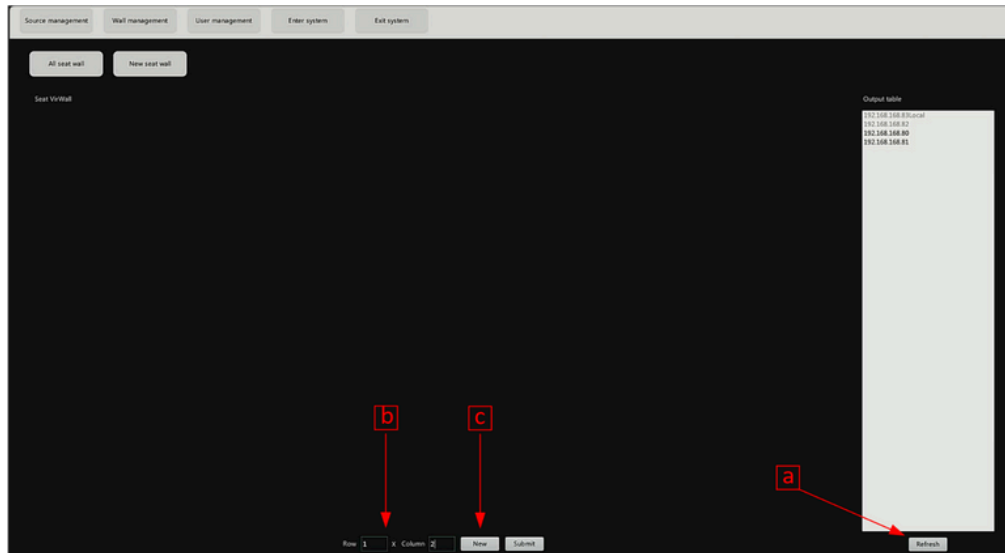 Source management Wall management User management Enter system Exit system
All seat wall New seat wall
Seat VirWall
Output table
192.168.168.83Local
192.168.168.82
192.168.168.80
192.168.168.81
b
c
a
Row 1 X Column 2 New Submit
Refresh